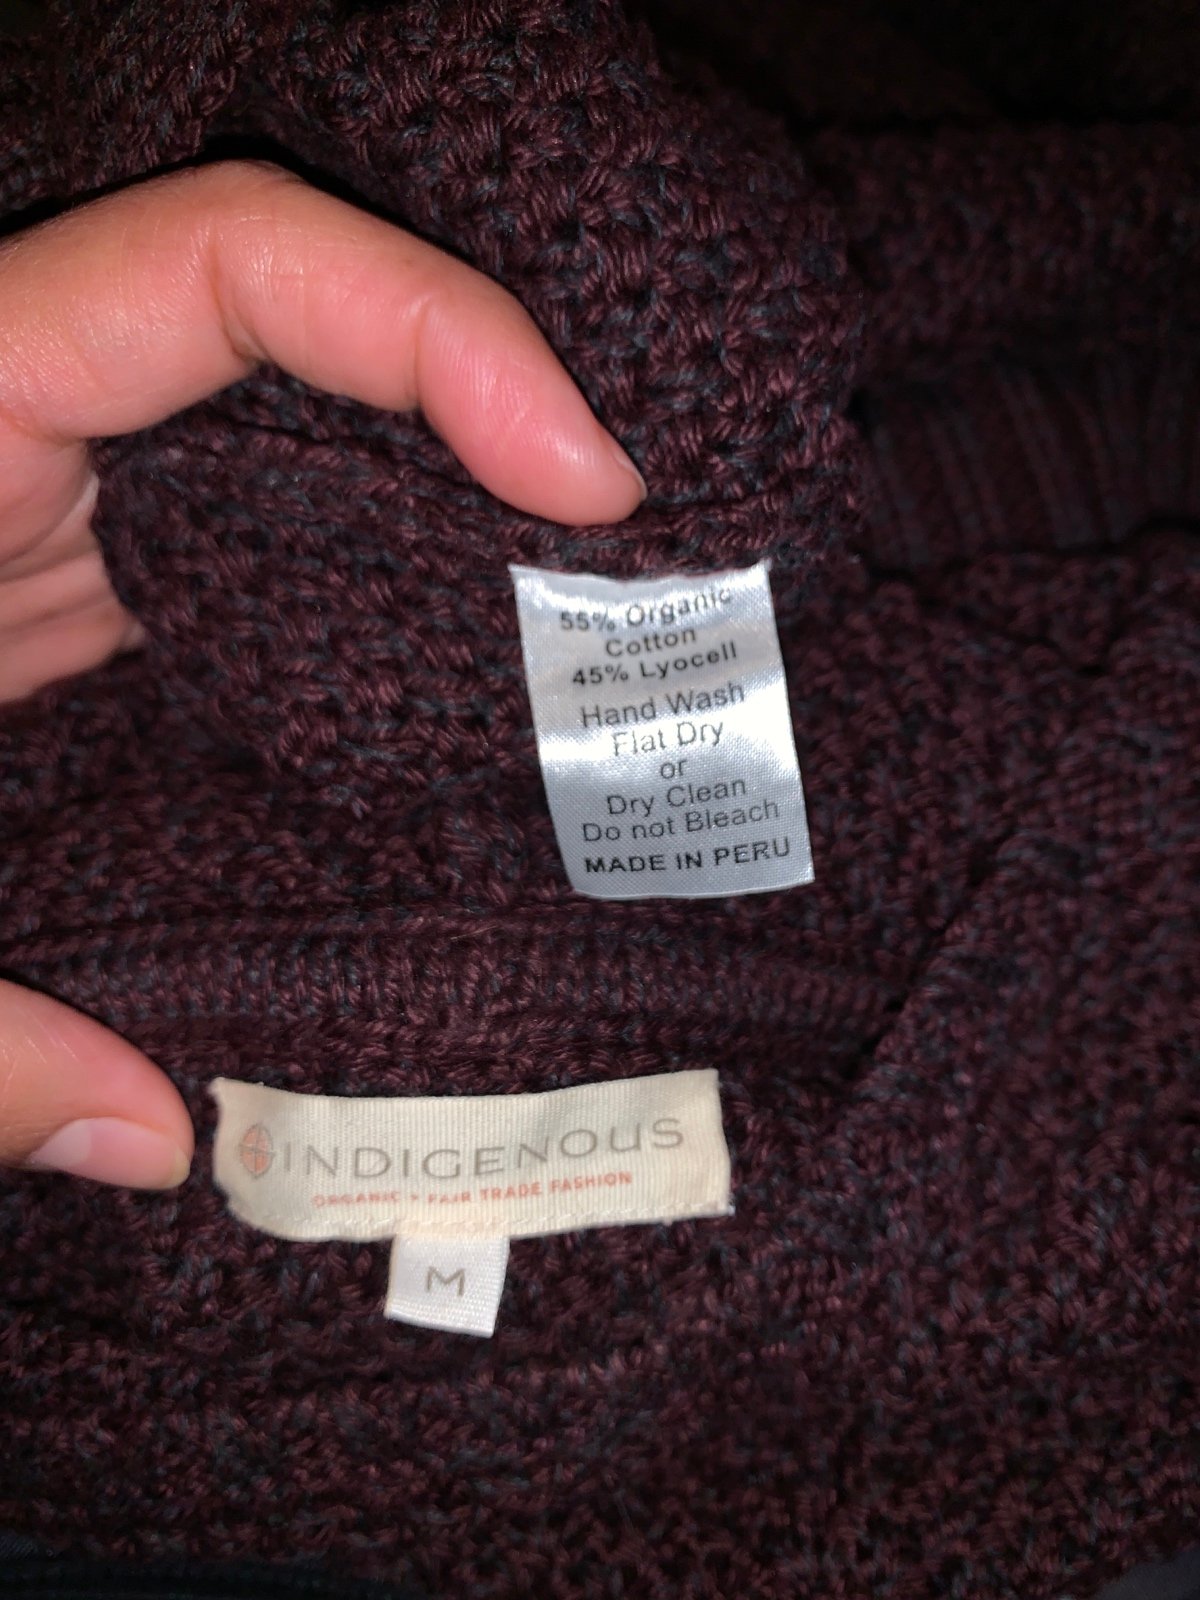 55% Organic
Cotton
45% Lyocell
Hand Wash
Flat Dry
or
Dry Clean
Do not Bleach
MADE IN PERU
INDIGENOUS
ORGANIC + FAIR TRADE FASHION
M